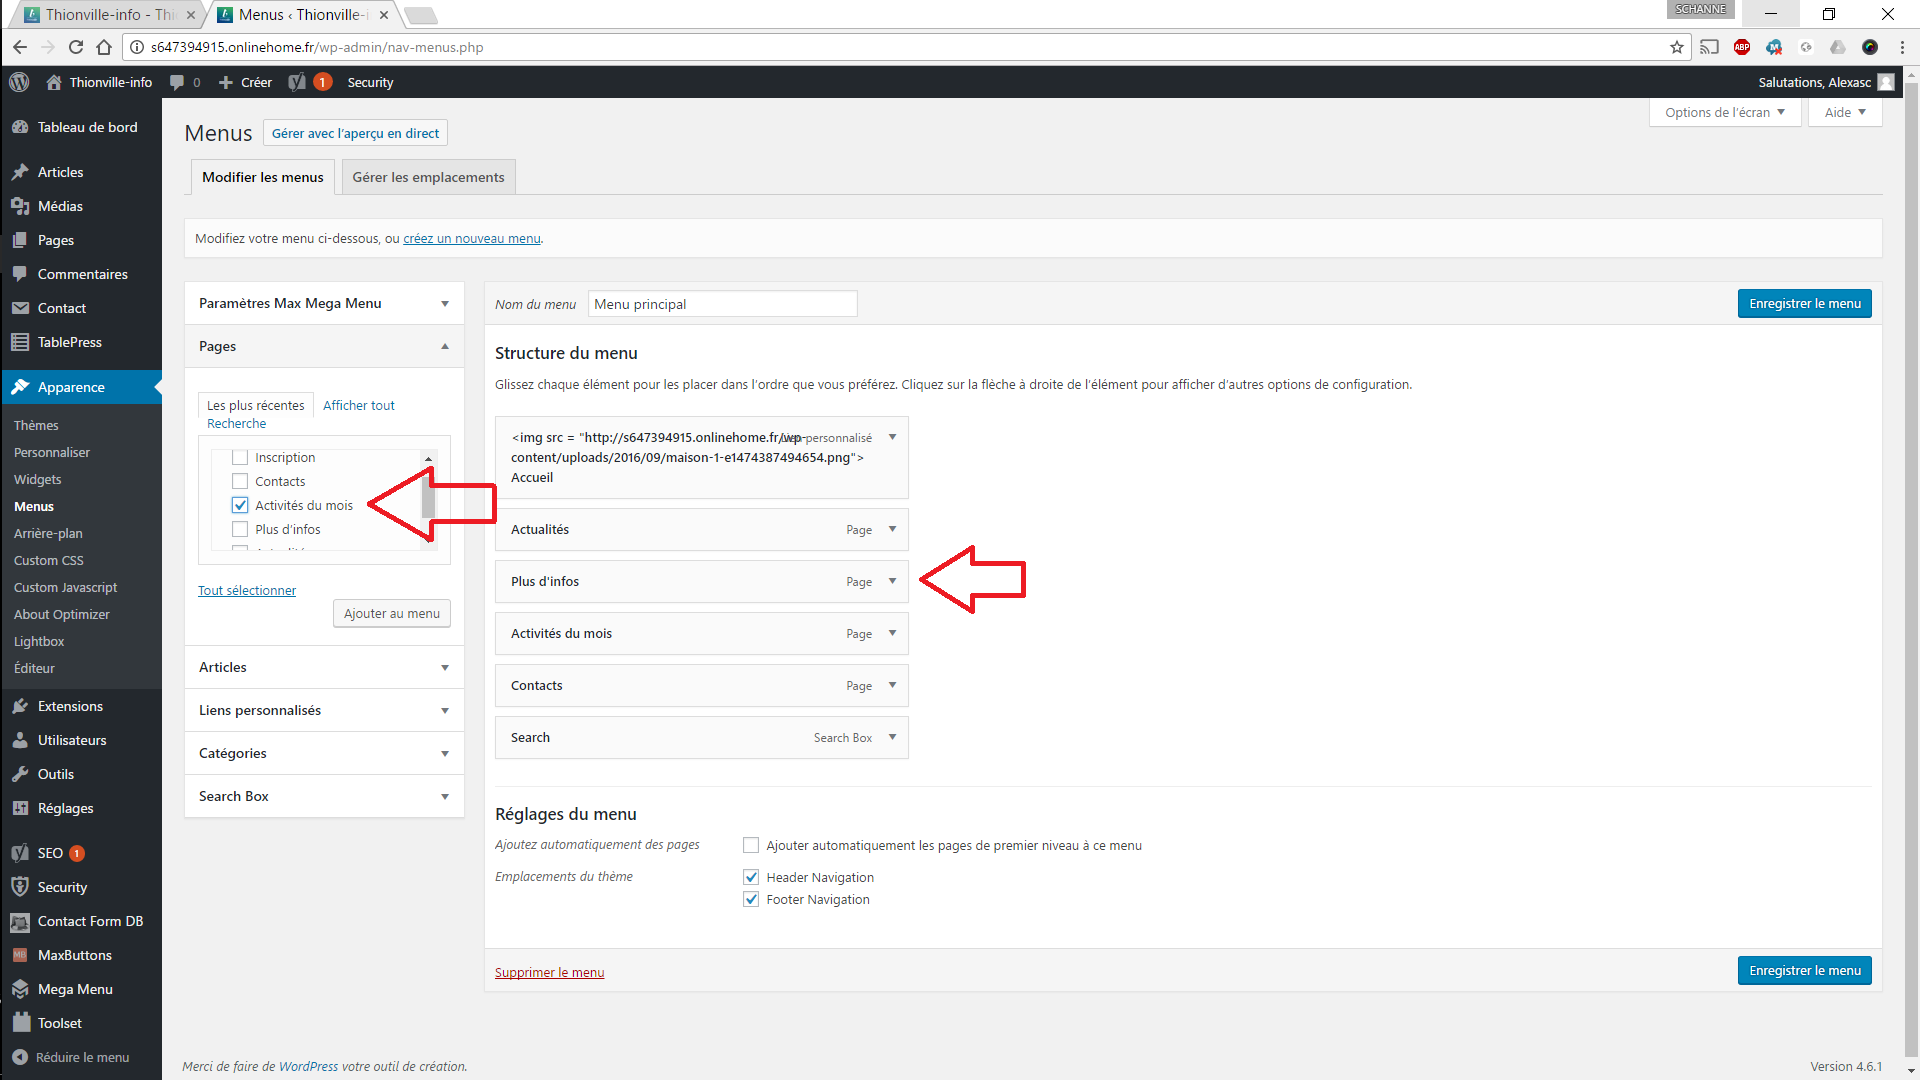 Thionville-info - Thi
Menus ‹ Thionville-i
SCHANNE
s647394915.onlinehome.fr/wp-admin/nav-menus.php
ABP
Thionville-info
0
Créer
1
Security
Salutations, Alexasc
Options de l'écran
Aide
Tableau de bord
Articles
Médias
Pages
Commentaires
Contact
TablePress
Apparence
Thèmes
Personnaliser
Widgets
Menus
Arrière-plan
Custom CSS
Custom Javascript
About Optimizer
Lightbox
Éditeur
Extensions
Utilisateurs
Outils
Réglages
SEO 1
Security
Contact Form DB
MB MaxButtons
Mega Menu
Toolset
Réduire le menu
Menus
Gérer avec l'aperçu en direct
Modifier les menus
Gérer les emplacements
Modifiez votre menu ci-dessous, ou créez un nouveau menu.
Paramètres Max Mega Menu
Pages
Les plus récentes
Afficher tout
Recherche
Inscription
Contacts
Activités du mois
Plus d'infos
Tout sélectionner
Ajouter au menu
Articles
Liens personnalisés
Catégories
Search Box
Nom du menu
Menu principal
Enregistrer le menu
Structure du menu
Glissez chaque élément pour les placer dans l'ordre que vous préférez. Cliquez sur la flèche à droite de l'élément pour afficher d'autres options de configuration.
<img src = "http://s647394915.onlinehome.fr/wp-
Lien personnalisé
content/uploads/2016/09/maison-1-e1474387494654.png">
Accueil
Actualités
Page
Plus d'infos
Page
Activités du mois
Page
Contacts
Page
Search
Search Box
Réglages du menu
Ajoutez automatiquement des pages
Ajouter automatiquement les pages de premier niveau à ce menu
Emplacements du thème
Header Navigation
Footer Navigation
Supprimer le menu
Enregistrer le menu
Merci de faire de WordPress votre outil de création.
Version 4.6.1